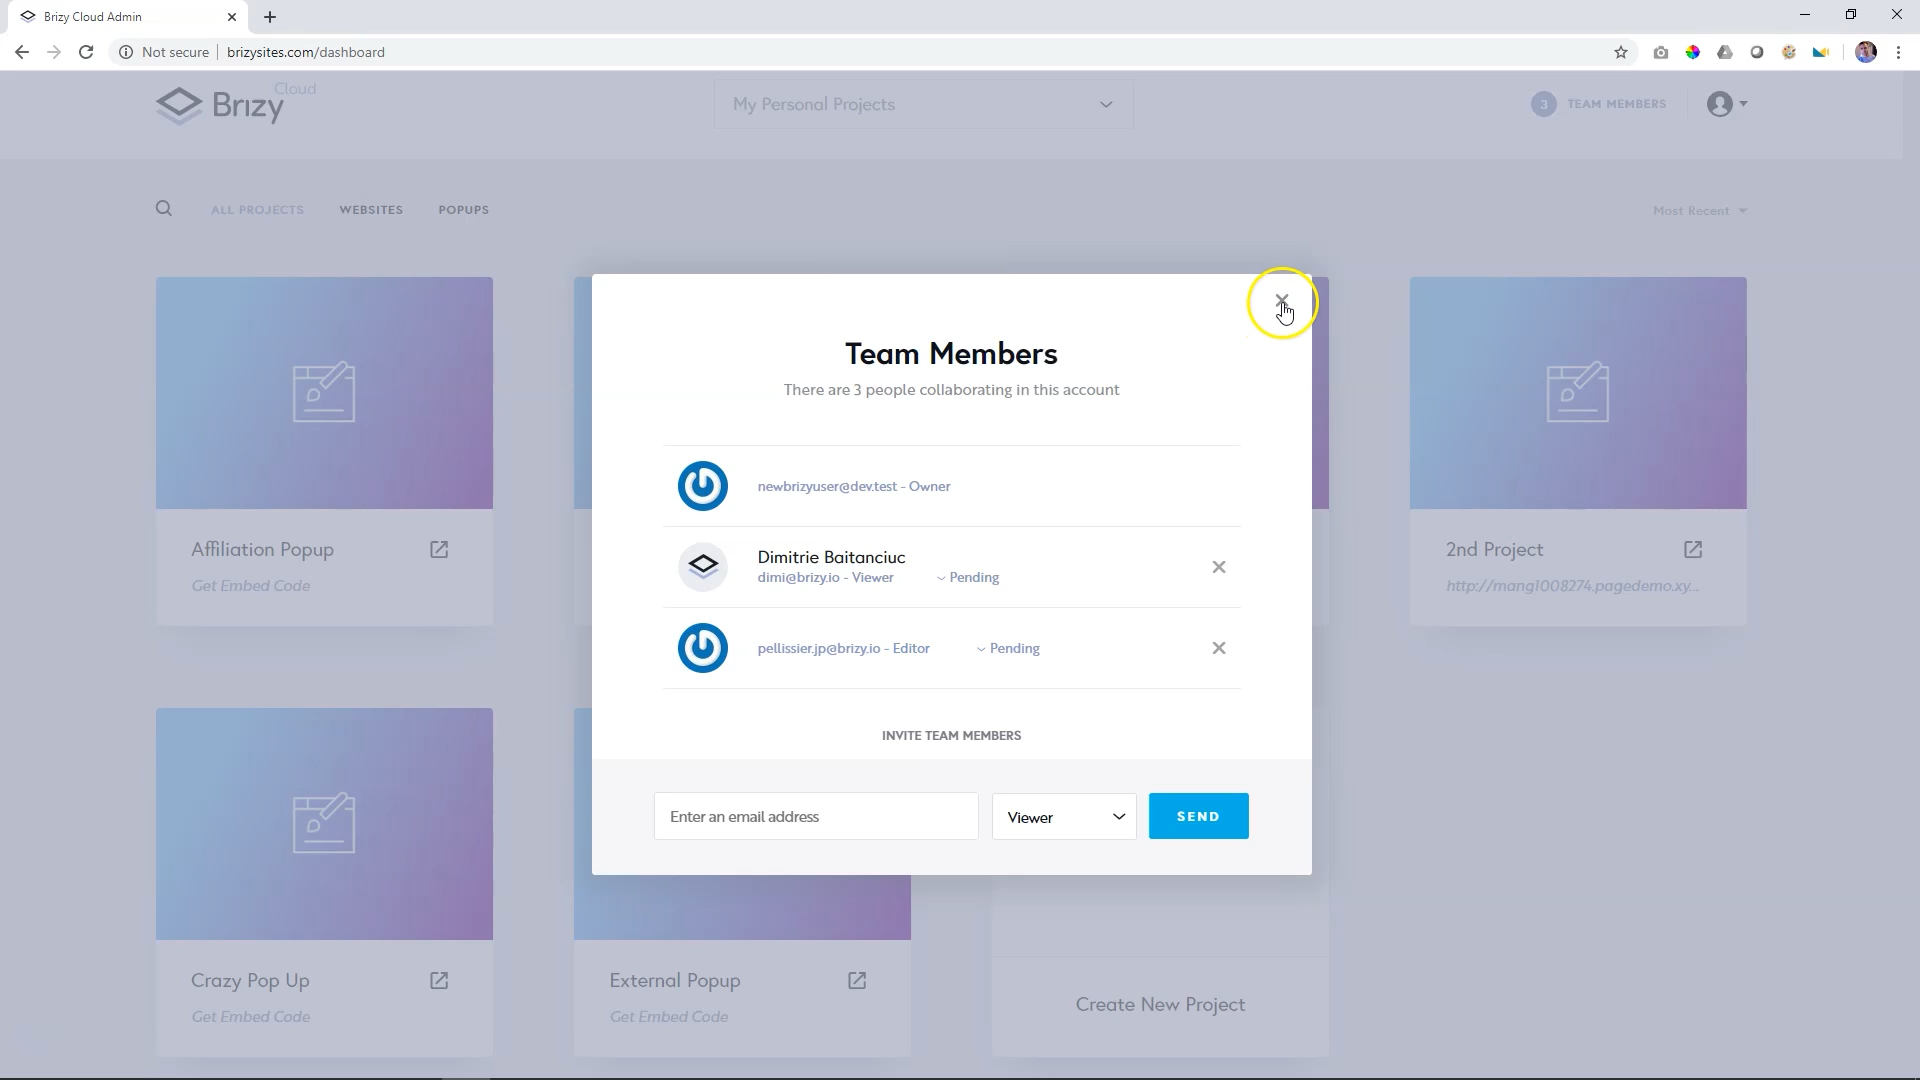 Brizy Cloud Admin
Not secure
brizysites.com/dashboard
Brizy
Cloud
My Personal Projects
3
TEAM MEMBERS
ALL PROJECTS
WEBSITES
POPUPS
Most Recent
Team Members
There are 3 people collaborating in this account
newbrizyuser@dev.test - Owner
Dimitrie Baitanciuc
dimi@brizy.io - Viewer
Pending
pellissier.jp@brizy.io - Editor
Pending
INVITE TEAM MEMBERS
Enter an email address
Viewer
SEND
Affiliation Popup
Get Embed Code
2nd Project
http://mang1008274.pagedemo.xy...
Crazy Pop Up
Get Embed Code
External Popup
Get Embed Code
Create New Project